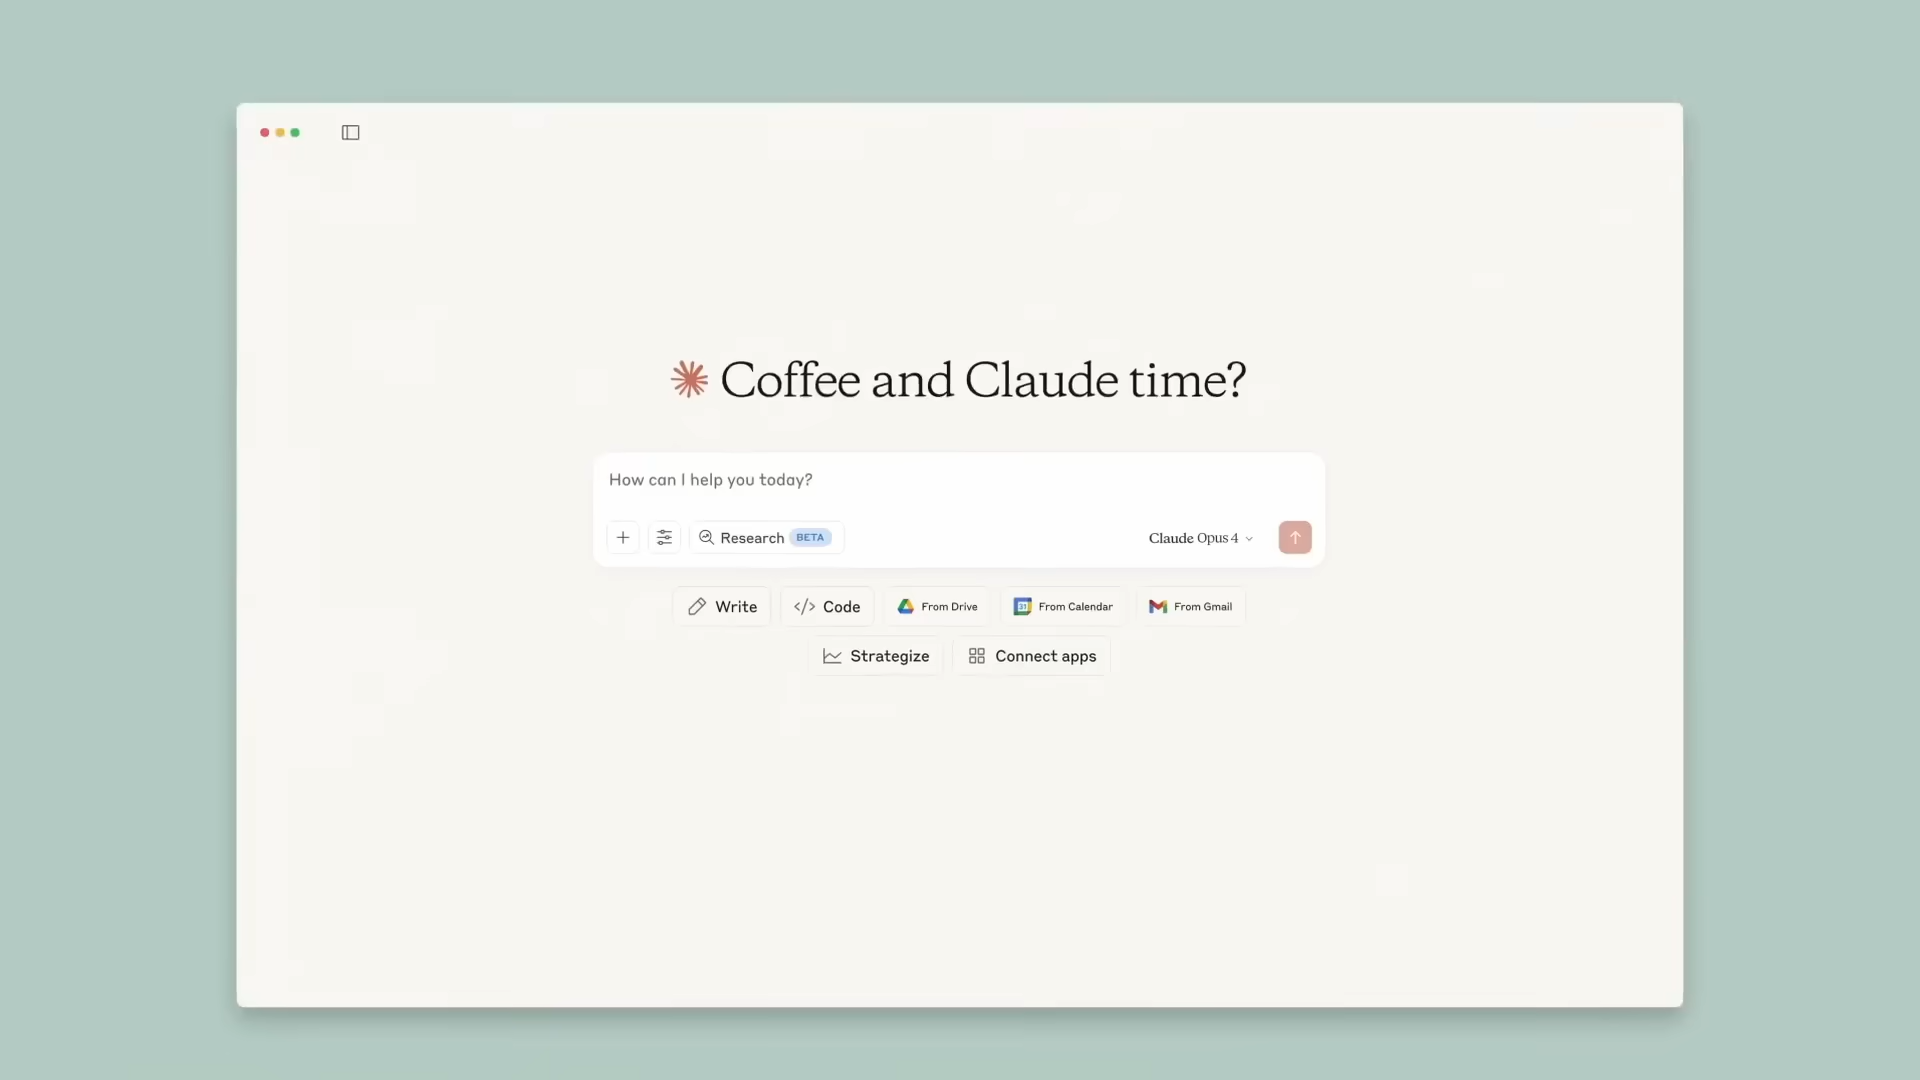 Coffee and Claude time?
How can I help you today?
Research BETA
Claude Opus 4
Write
Code
31 From Drive
From Calendar
From Gmail
Strategize
Connect apps